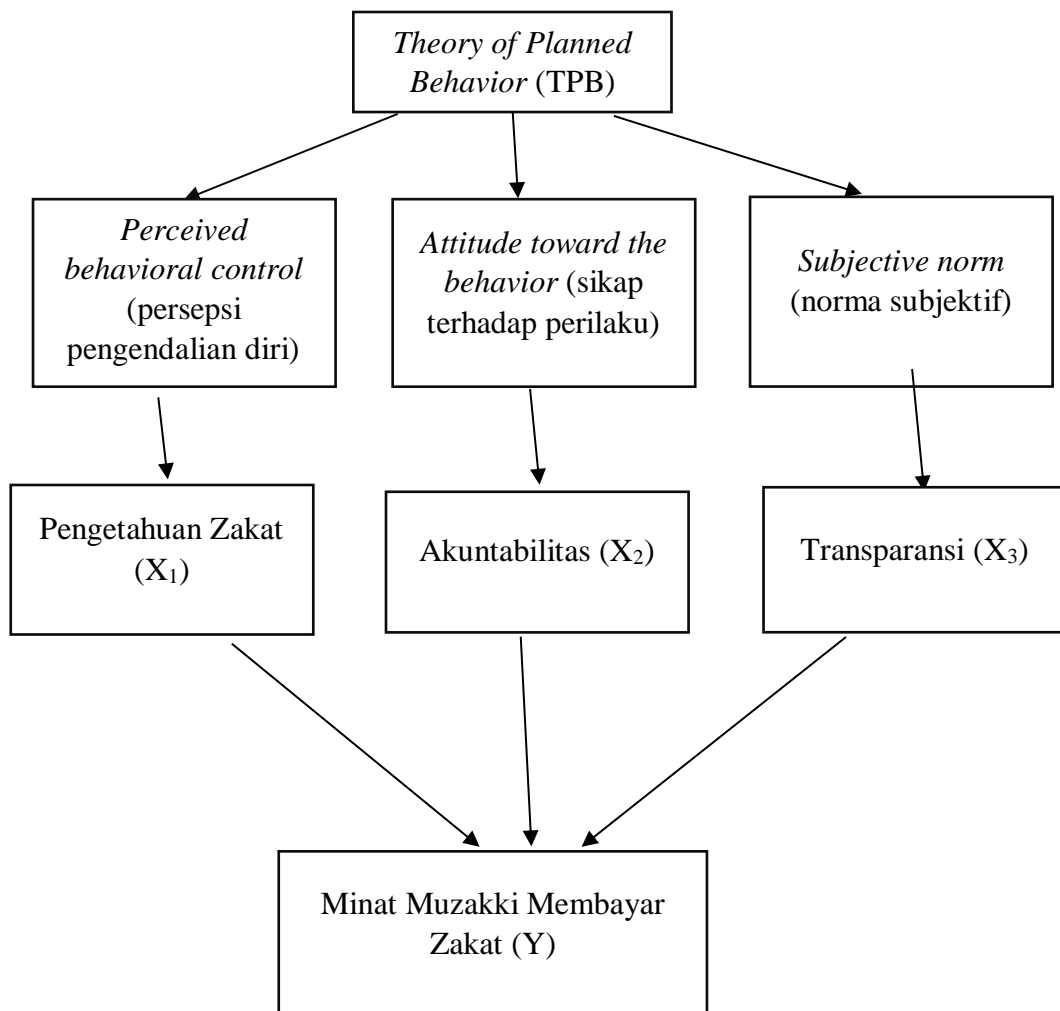 Theory of Planned
Behavior (TPB)
Perceived
behavioral control
(persepsi
pengendalian diri)
Attitude toward the
behavior (sikap
terhadap perilaku)
Subjective norm
(norma subjektif)
Pengetahuan Zakat
(X₁)
Akuntabilitas (X₂)
Transparansi (X₃)
Minat Muzakki Membayar
Zakat (Y)